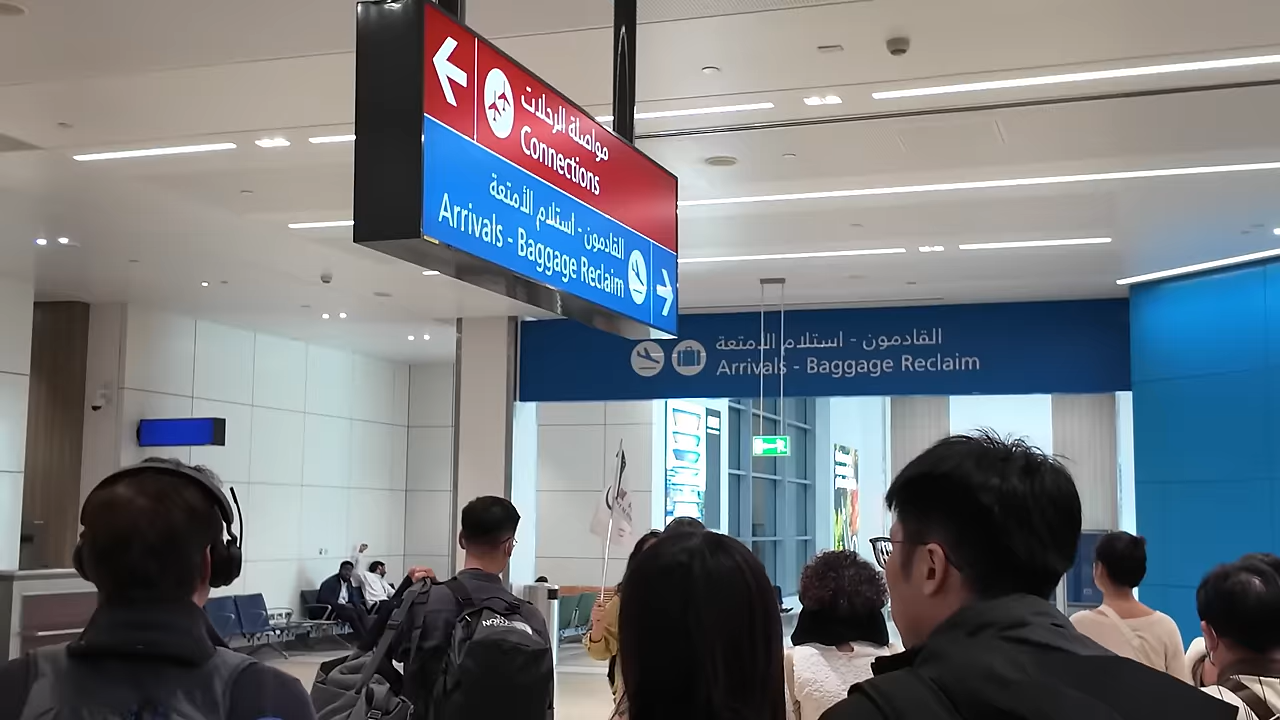 مواصلة الرحلات
Connections
القادمون - استلام الأمتعة
Arrivals - Baggage Reclaim
القادمون - استلام الأمتعة
Arrivals - Baggage Reclaim